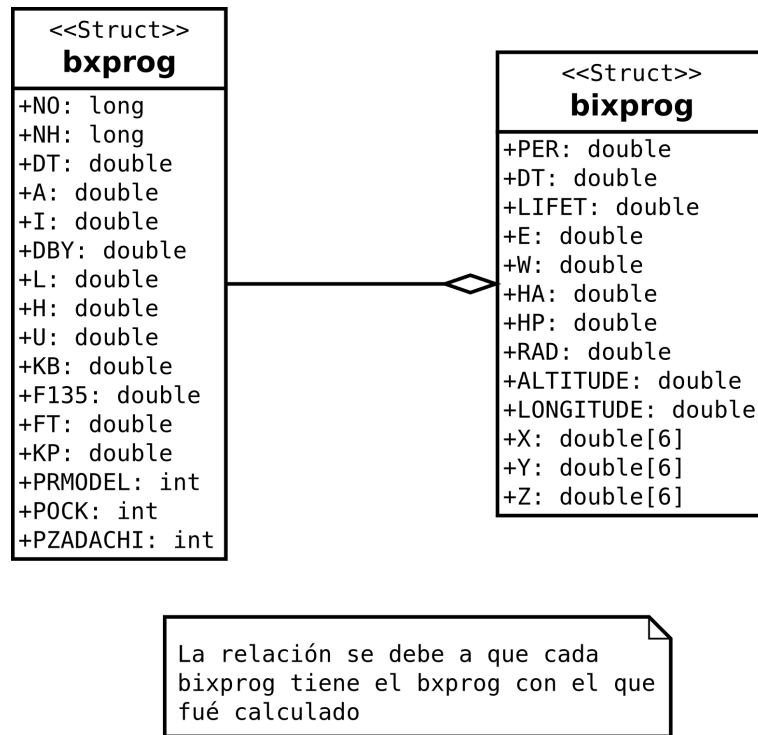 <<Struct>>
bxprog
+NO: long
+NH: long
+DT: double
+A: double
+I: double
+DBY: double
+L: double
+H: double
+U: double
+KB: double
+F135: double
+FT: double
+KP: double
+PRMODEL: int
+POCK: int
+PZADACHI: int
<<Struct>>
bixprog
+PER: double
+DT: double
+LIFET: double
+E: double
+W: double
+HA: double
+HP: double
+RAD: double
+ALTITUDE: double
+LONGITUDE: double
+X: double[6]
+Y: double[6]
+Z: double[6]
La relación se debe a que cada
bixprog tiene el bxprog con el que
fué calculado